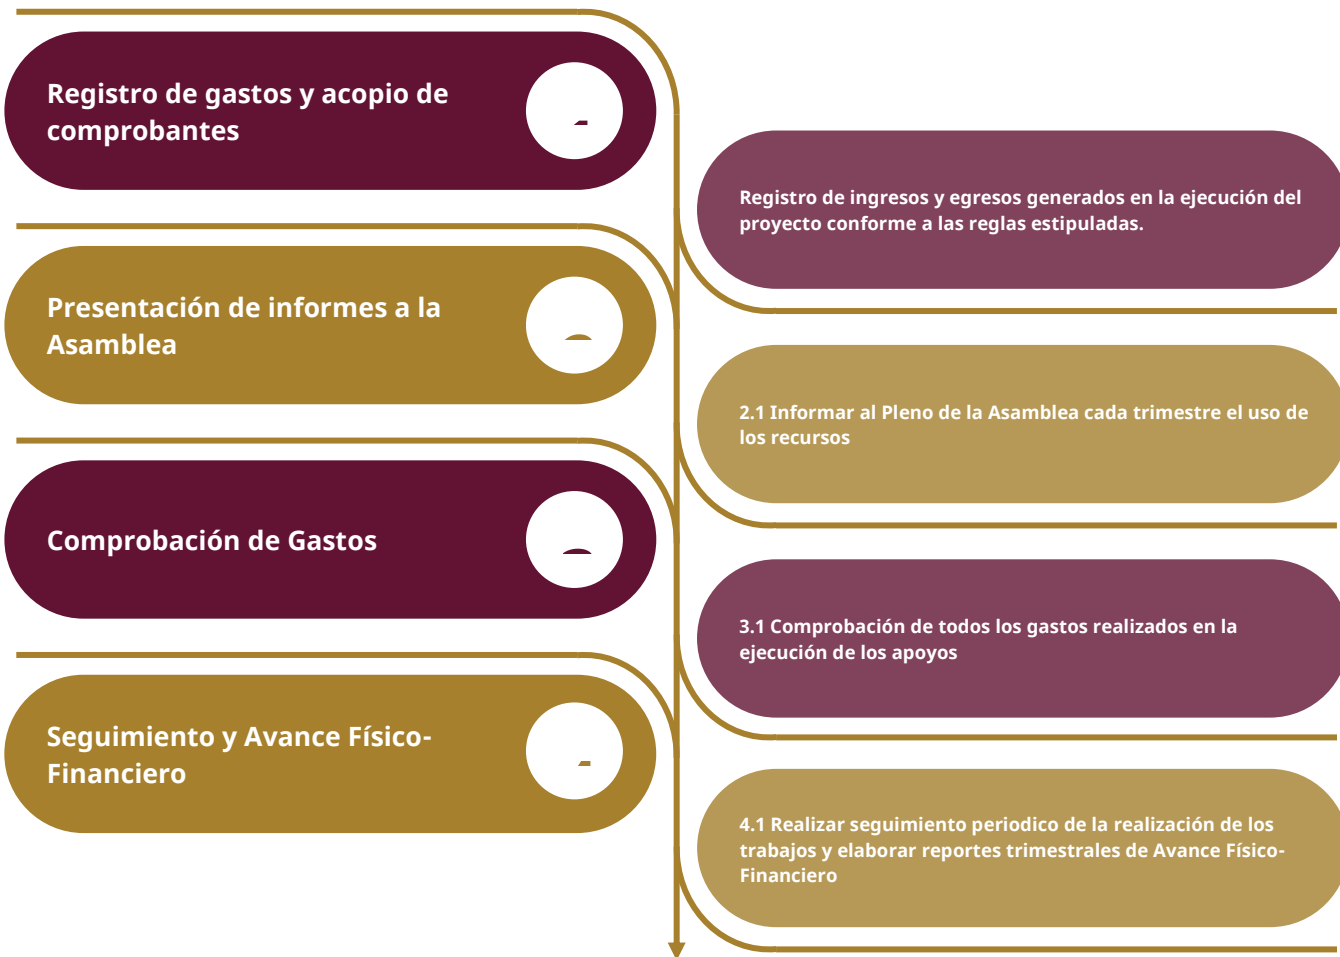 Registro de gastos y acopio de
comprobantes
Registro de ingresos y egresos generados en la ejecución del
proyecto conforme a las reglas estipuladas.
Presentación de informes a la
Asamblea
2.1 Informar al Pleno de la Asamblea cada trimestre el uso de
los recursos
Comprobación de Gastos
3.1 Comprobación de todos los gastos realizados en la
ejecución de los apoyos
Seguimiento y Avance Físico-
Financiero
4.1 Realizar seguimiento periodico de la realización de los
trabajos y elaborar reportes trimestrales de Avance Físico-
Financiero